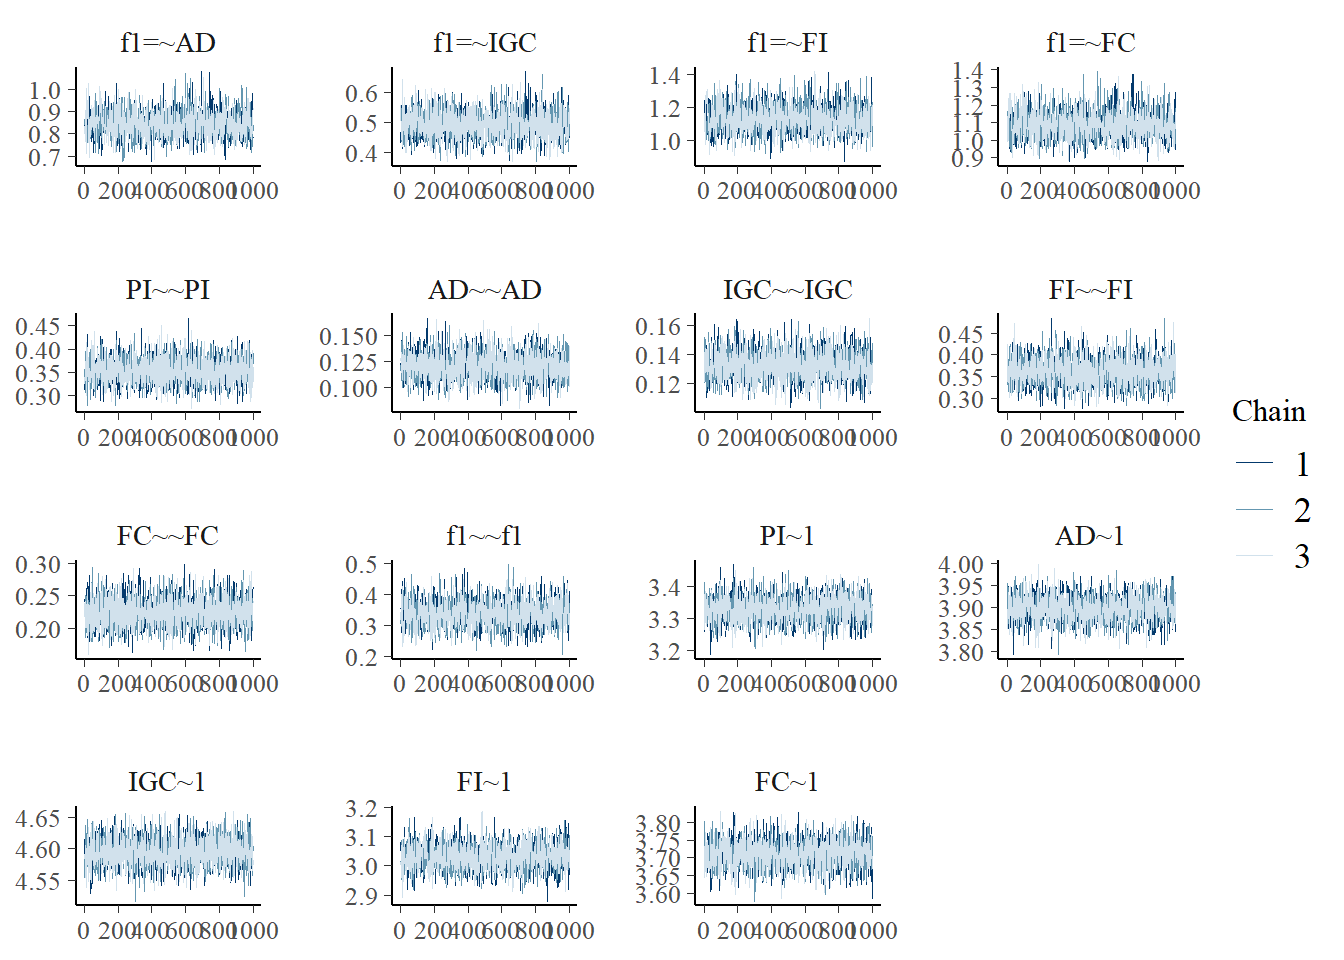 f1=~AD f1=~IGC f1=~FI f1=~FC
1.0 0.9 0.8 0.7
0.6 0.5 0.4
1.4 1.2 1.0
1.4 1.3 1.2 1.1 1.0 0.9
0 200 400 600 800 1000 0 200 400 600 800 1000 0 200 400 600 800 1000 0 200 400 600 800 1000
PI~~PI AD~~AD IGC~~IGC FI~~FI
0.45 0.40 0.35 0.30
0.150 0.125 0.100
0.16 0.14 0.12
0.45 0.40 0.35 0.30
0 200 400 600 800 1000 0 200 400 600 800 1000 0 200 400 600 800 1000 0 200 400 600 800 1000
Chain
1
2
3
FC~~FC f1~~f1 PI~1 AD~1
0.30 0.25 0.20
0.5 0.4 0.3 0.2
3.4 3.3 3.2
4.00 3.95 3.90 3.85 3.80
0 200 400 600 800 1000 0 200 400 600 800 1000 0 200 400 600 800 1000 0 200 400 600 800 1000
IGC~1 FI~1 FC~1
4.65 4.60 4.55
3.2 3.1 3.0 2.9
3.80 3.75 3.70 3.65 3.60
0 200 400 600 800 1000 0 200 400 600 800 1000 0 200 400 600 800 1000